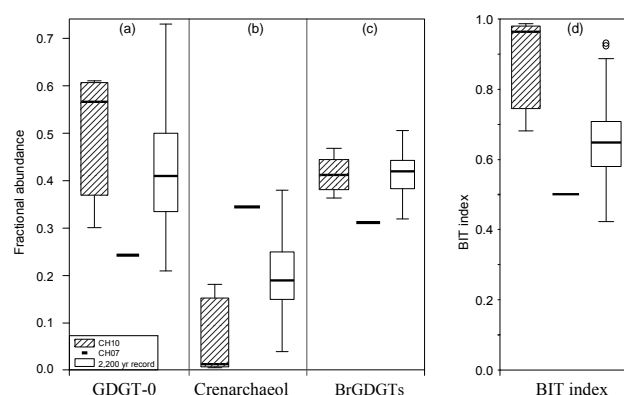 (a) (b) (c) (d)
0.7
0.6
0.5
0.4
0.3
0.2
0.1
0.0
Fractional abundance
CH10
CH07
2,200 yr record
GDGT-0 Crenarchaeol BrGDGTs
1.0
0.8
0.6
0.4
0.2
0.0
BIT index
BIT index